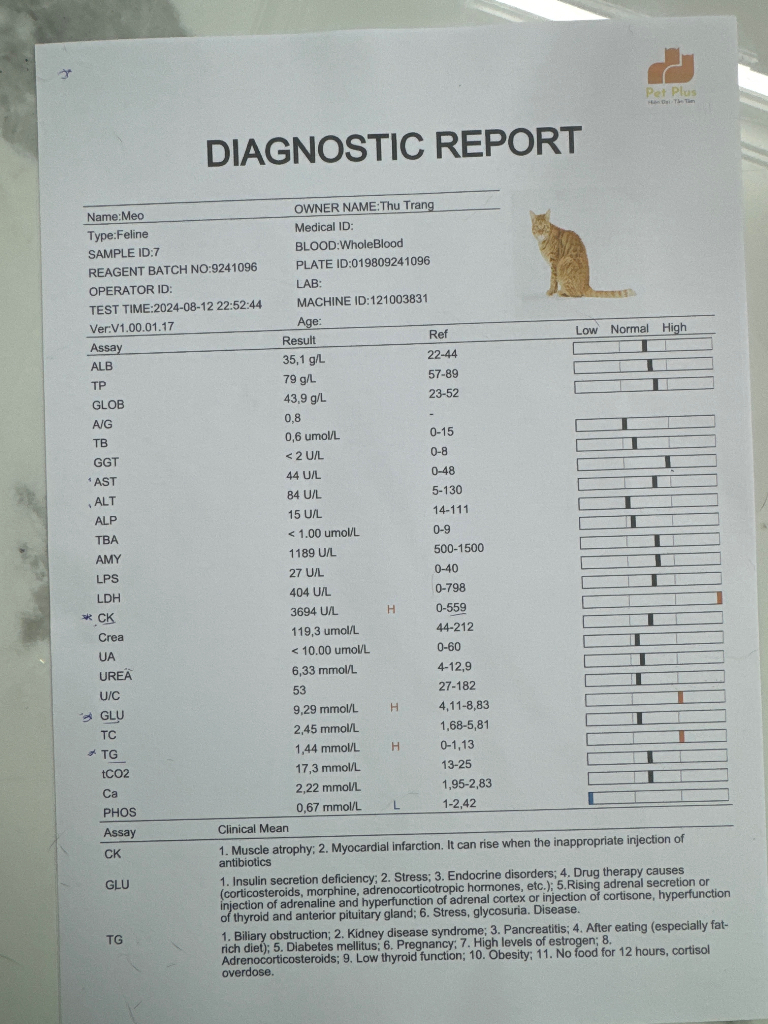 Pet Plus
DIAGNOSTIC REPORT
Name:Meo OWNER NAME:Thu Trang
Type:Feline Medical ID:
SAMPLE ID:7 BLOOD:WholeBlood
REAGENT BATCH NO:9241096 PLATE ID:019809241096
OPERATOR ID: LAB:
TEST TIME:2024-08-12 22:52:44 MACHINE ID:121003831
Ver:V1.00.01.17 Age:
Assay Result Ref Low Normal High
ALB 35,1 g/L 22-44
TP 79 g/L 57-89
GLOB 43,9 g/L 23-52
A/G 0,8 -
TB 0,6 umol/L 0-15
GGT < 2 U/L 0-8
AST 44 U/L 0-48
ALT 84 U/L 5-130
ALP 15 U/L 14-111
TBA < 1.00 umol/L 0-9
AMY 1189 U/L 500-1500
LPS 27 U/L 0-40
LDH 404 U/L 0-798
* CK 3694 U/L H 0-559
Crea 119,3 umol/L 44-212
UA < 10.00 umol/L 0-60
UREA 6,33 mmol/L 4-12,9
U/C 53 27-182
GLU 9,29 mmol/L H 4,11-8,83
TC 2,45 mmol/L 1,68-5,81
* TG 1,44 mmol/L H 0-1,13
tCO2 17,3 mmol/L 13-25
Ca 2,22 mmol/L 1,95-2,83
PHOS 0,67 mmol/L L 1-2,42
Assay Clinical Mean
CK 1. Muscle atrophy; 2. Myocardial infarction. It can rise when the inappropriate injection of
antibiotics
GLU 1. Insulin secretion deficiency; 2. Stress; 3. Endocrine disorders; 4. Drug therapy causes
(corticosteroids, morphine, adrenocorticotropic hormones, etc.); 5.Rising adrenal secretion or
injection of adrenaline and hyperfunction of adrenal cortex or injection of cortisone, hyperfunction
of thyroid and anterior pituitary gland; 6. Stress, glycosuria. Disease.
TG 1. Biliary obstruction; 2. Kidney disease syndrome; 3. Pancreatitis; 4. After eating (especially fat-
rich diet); 5. Diabetes mellitus; 6. Pregnancy; 7. High levels of estrogen; 8.
Adrenocorticosteroids; 9. Low thyroid function; 10. Obesity; 11. No food for 12 hours, cortisol
overdose.